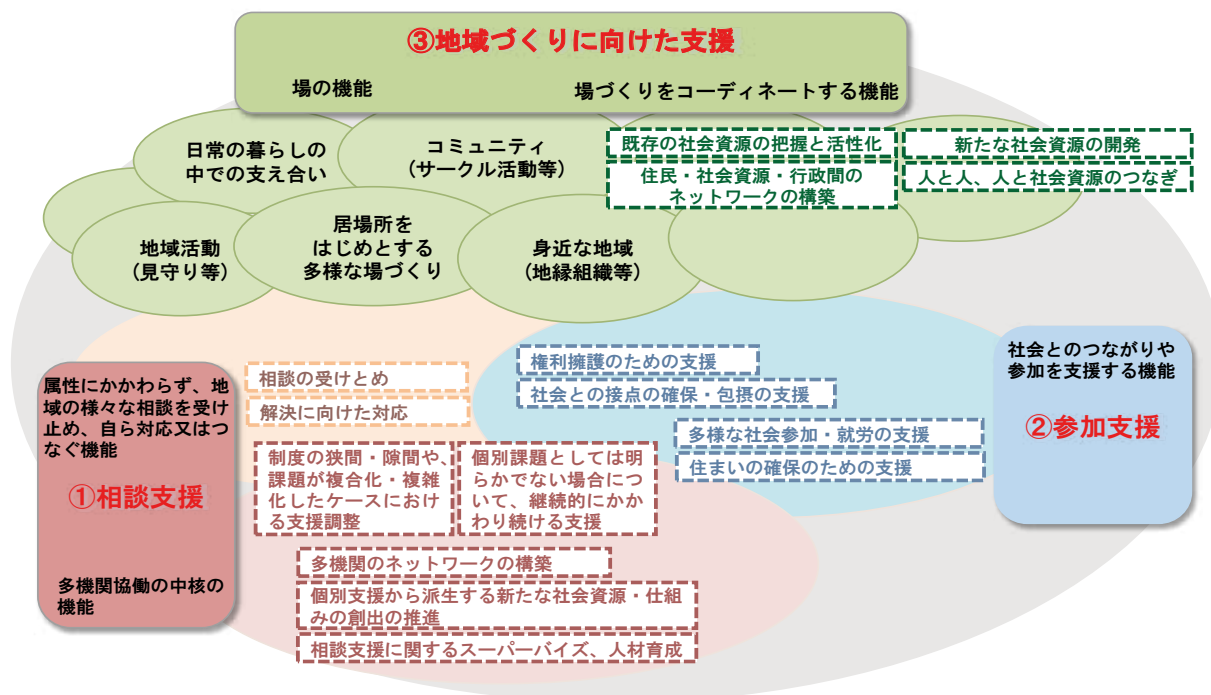 ③地域づくりに向けた支援
場の機能
場づくりをコーディネートする機能
日常の暮らしの
中での支え合い
コミュニティ
（サークル活動等）
既存の社会資源の把握と活性化
新たな社会資源の開発
住民・社会資源・行政間の
ネットワークの構築
人と人、人と社会資源のつなぎ
地域活動
（見守り等）
居場所を
はじめとする
多様な場づくり
身近な地域
（地縁組織等）
属性にかかわらず、地
域の様々な相談を受け
止め、自ら対応又はつ
なぐ機能
①相談支援
多機関協働の中核の
機能
相談の受けとめ
解決に向けた対応
制度の狭間・隙間や、
課題が複合化・複雑
化したケースにおけ
る支援調整
個別課題としては明
らかでない場合につ
いて、継続的にかか
わり続ける支援
多機関のネットワークの構築
個別支援から派生する新たな社会資源・仕組
みの創出の推進
相談支援に関するスーパーバイズ、人材育成
権利擁護のための支援
社会との接点の確保・包摂の支援
多様な社会参加・就労の支援
住まいの確保のための支援
社会とのつながりや
参加を支援する機能
②参加支援